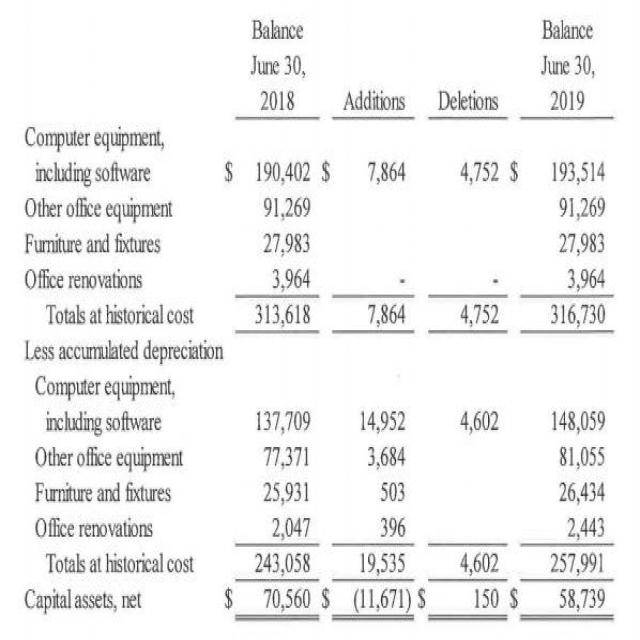 Balance Balance
June 30, June 30,
2018 Additions Deletions 2019
Computer equipment,
including software $ 190,402 $ 7,864 4,752 $ 193,514
Other office equipment 91,269 91,269
Furniture and fixtures 27,983 27,983
Office renovations 3,964 - - 3,964
Totals at historical cost 313,618 7,864 4,752 316,730
Less accumulated depreciation
Computer equipment,
including software 137,709 14,952 4,602 148,059
Other office equipment 77,371 3,684 81,055
Furniture and fixtures 25,931 503 26,434
Office renovations 2,047 396 2,443
Totals at historical cost 243,058 19,535 4,602 257,991
Capital assets, net $ 70,560 $ (11,671) $ 150 $ 58,739